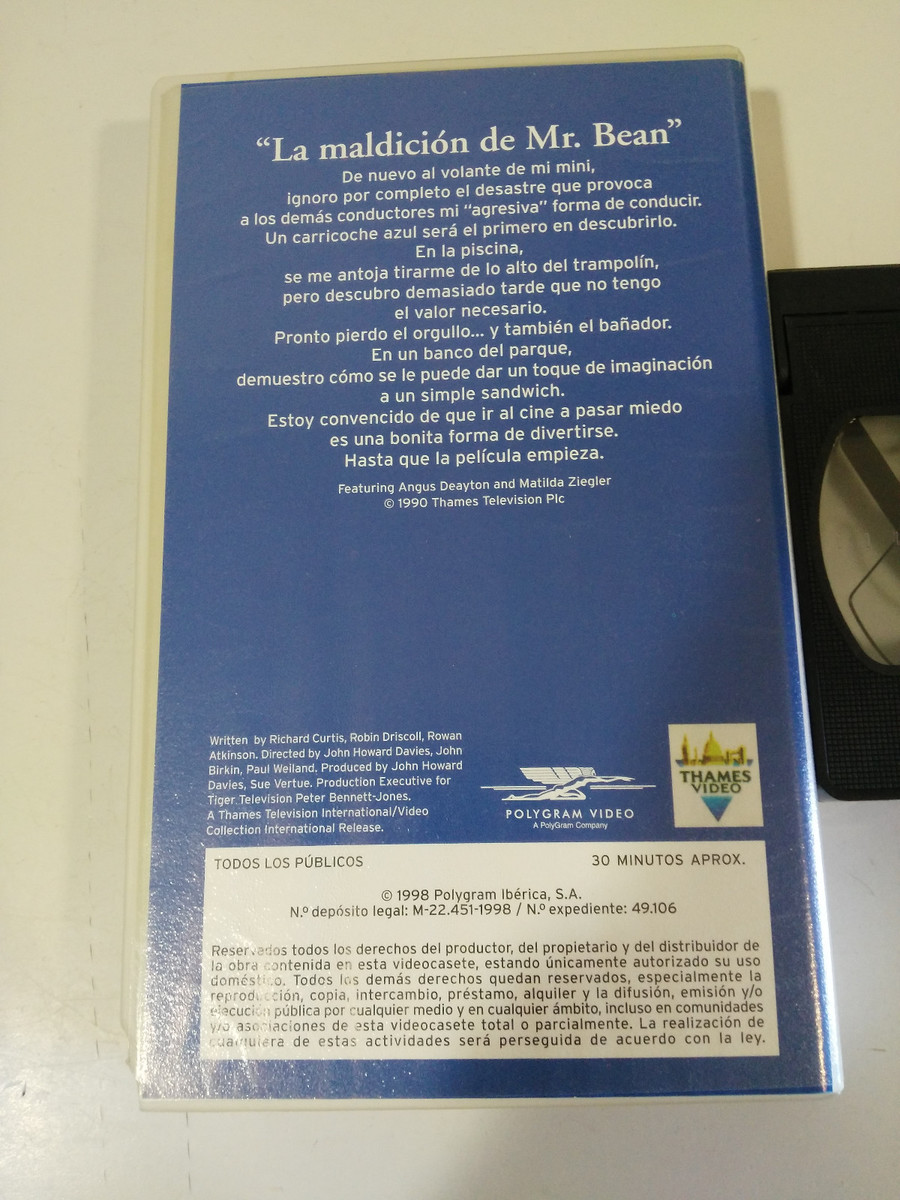 “La maldición de Mr. Bean”
De nuevo al volante de mi mini,
ignoro por completo el desastre que provoca
a los demás conductores mi “agresiva” forma de conducir.
Un carricoche azul será el primero en descubrirlo.
En la piscina,
se me antoja tirarme de lo alto del trampolín,
pero descubro demasiado tarde que no tengo
el valor necesario.
Pronto pierdo el orgullo... y también el bañador.
En un banco del parque,
demuestro cómo se le puede dar un toque de imaginación
a un simple sandwich.
Estoy convencido de que ir al cine a pasar miedo
es una bonita forma de divertirse.
Hasta que la película empieza.
Featuring Angus Deayton and Matilda Ziegler
© 1990 Thames Television Plc
Written by Richard Curtis, Robin Driscoll, Rowan
Atkinson. Directed by John Howard Davies, John
Birkin, Paul Weiland. Produced by John Howard
Davies, Sue Vertue. Production Executive for
Tiger Television Peter Bennett-Jones.
A Thames Television International/Video
Collection International Release.
POLYGRAM VIDEO
A PolyGram Company
THAMES
VIDEO
TODOS LOS PÚBLICOS
30 MINUTOS APROX.
© 1998 Polygram Ibérica, S.A.
N.º depósito legal: M-22.451-1998 / N.º expediente: 49.106
Reservados todos los derechos del productor, del propietario y del distribuidor de
la obra contenida en esta videocasete, estando únicamente autorizado su uso
doméstico. Todos los demás derechos quedan reservados, especialmente la
reproducción, copia, intercambio, préstamo, alquiler y la difusión, emisión y/o
ejecución pública por cualquier medio y en cualquier ámbito, incluso en comunidades
y/o asociaciones de esta videocasete total o parcialmente. La realización de
cualquiera de estas actividades será perseguida de acuerdo con la ley.